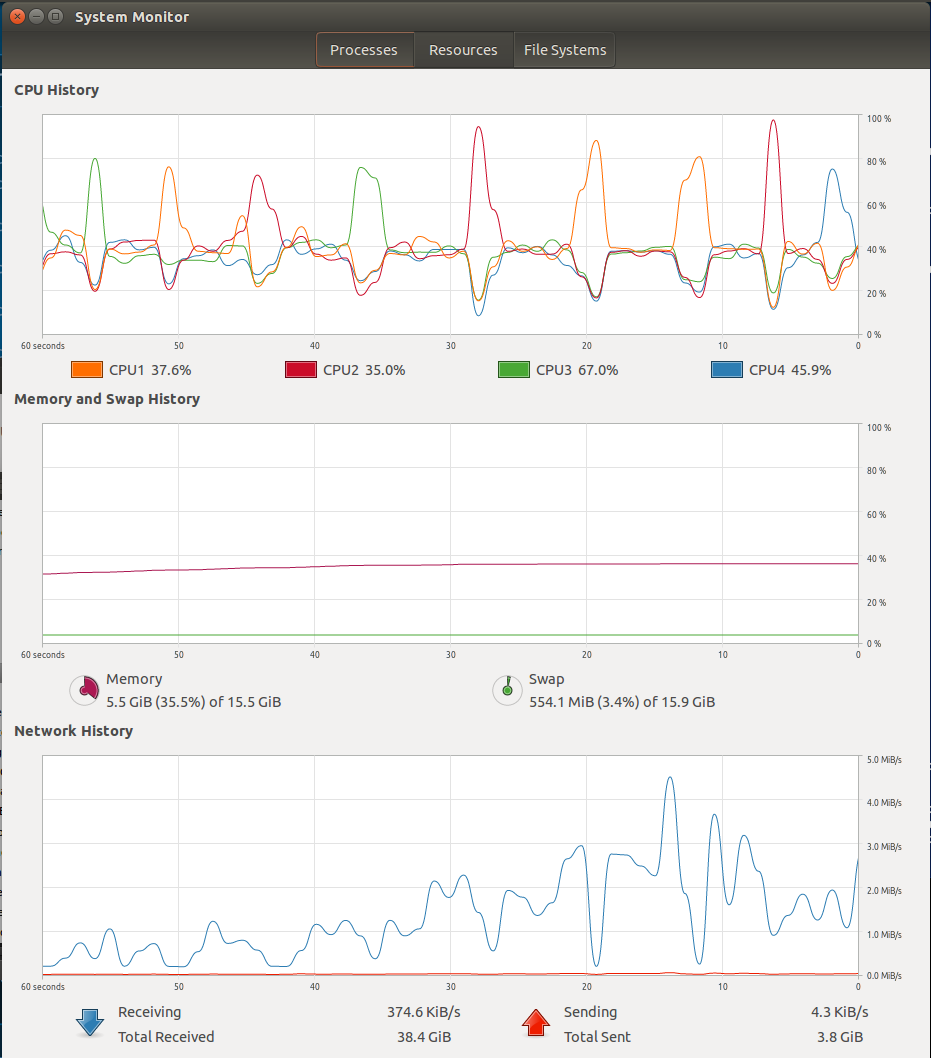 System Monitor
Processes Resources File Systems
CPU History
100 %
80 %
60 %
40 %
20 %
0 %
60 seconds 50 40 30 20 10 0
CPU1 37.6% CPU2 35.0% CPU3 67.0% CPU4 45.9%
Memory and Swap History
100 %
80 %
60 %
40 %
20 %
0 %
60 seconds 50 40 30 20 10 0
Memory Swap
5.5 GiB (35.5%) of 15.5 GiB 554.1 MiB (3.4%) of 15.9 GiB
Network History
5.0 MiB/s
4.0 MiB/s
3.0 MiB/s
2.0 MiB/s
1.0 MiB/s
0.0 MiB/s
60 seconds 50 40 30 20 10 0
Receiving 374.6 KiB/s Sending 4.3 KiB/s
Total Received 38.4 GiB Total Sent 3.8 GiB